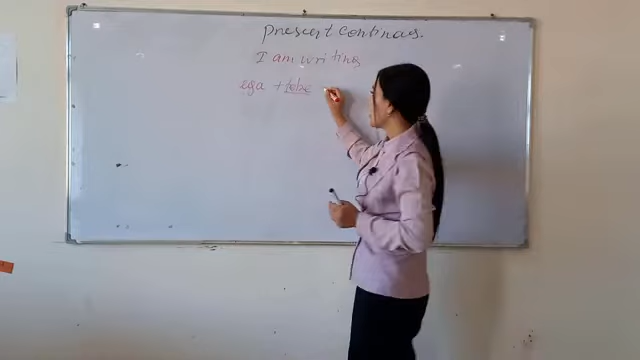 Present continues.
I am writing
ega + tobe